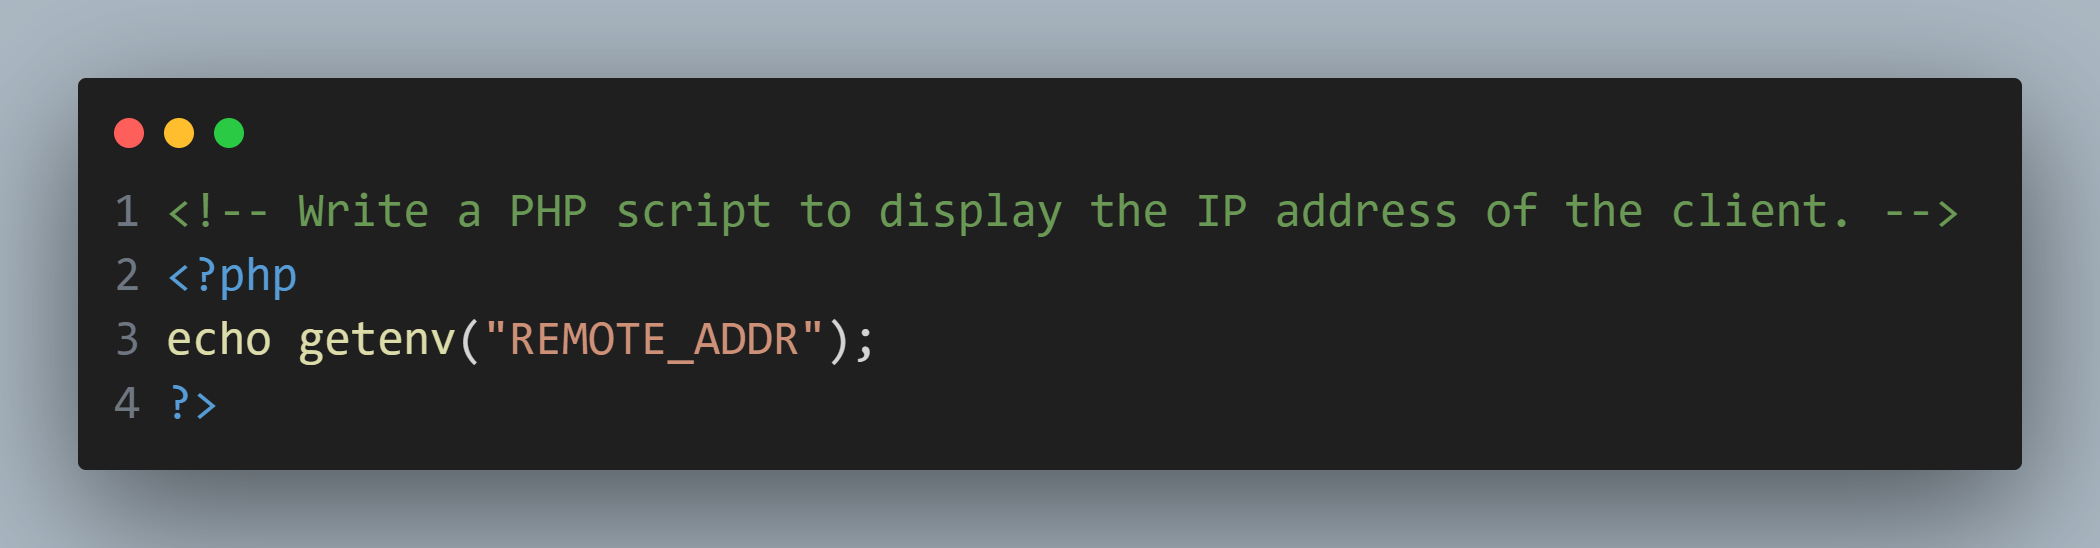 1 <!-- Write a PHP script to display the IP address of the client. -->
2 <?php
3 echo getenv("REMOTE_ADDR");
4 ?>